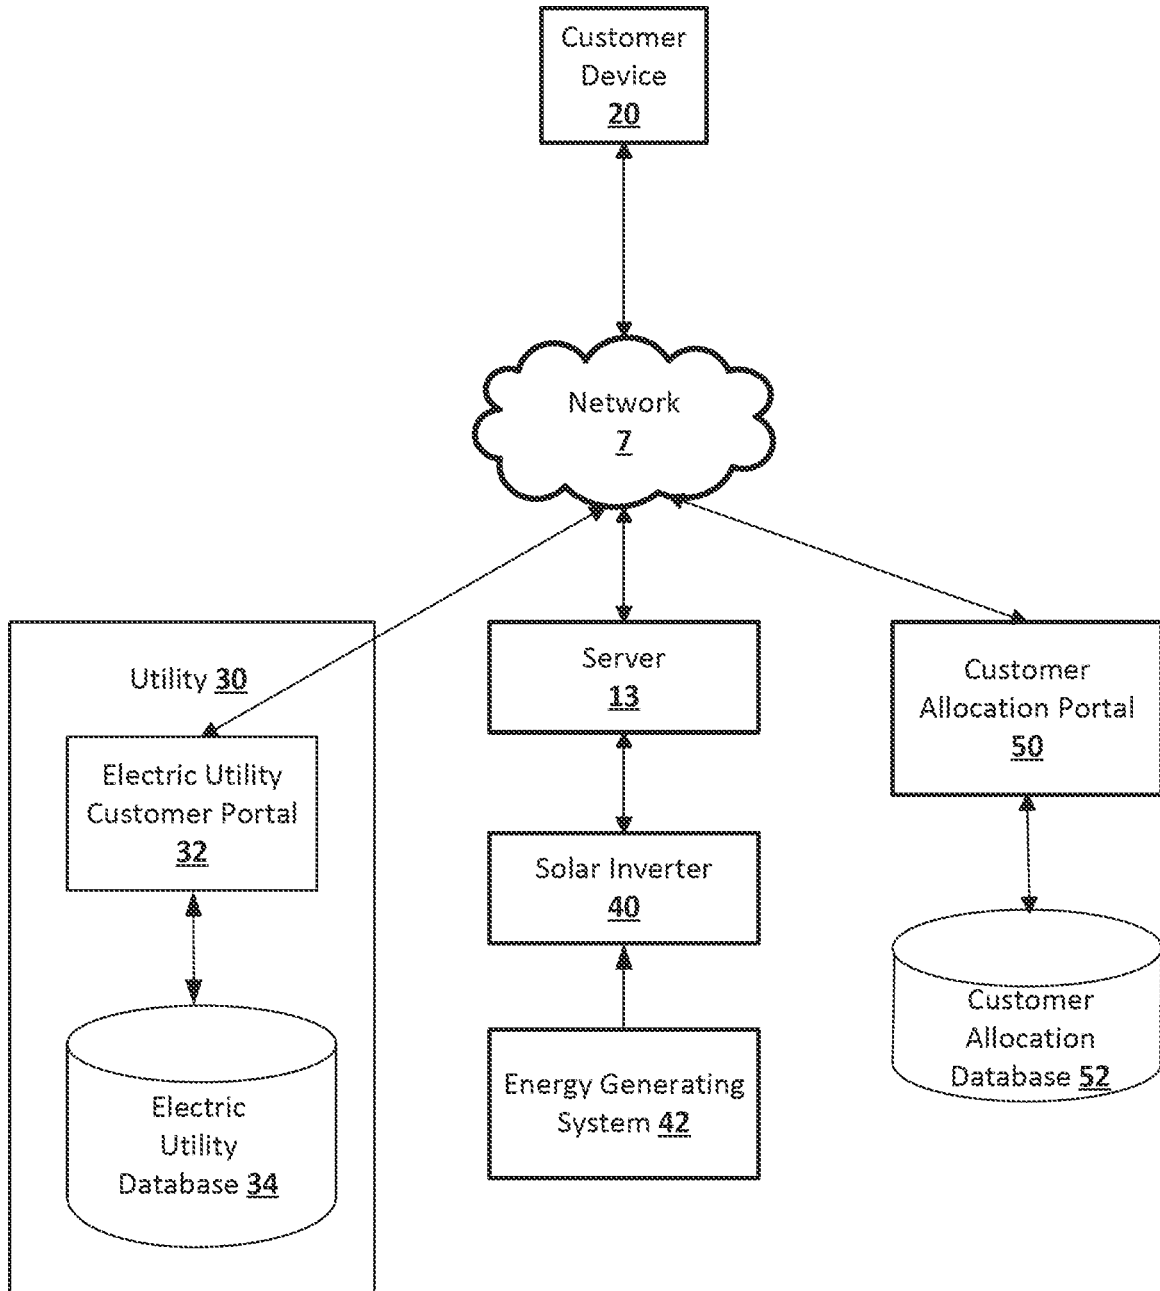 Customer
Device
20
Network
7
Utility 30
Electric Utility
Customer Portal
32
Electric
Utility
Database 34
Server
13
Solar Inverter
40
Energy Generating
System 42
Customer
Allocation Portal
50
Customer
Allocation
Database 52